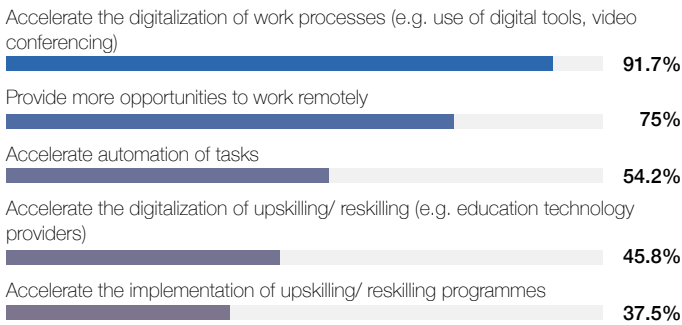 Accelerate the digitalization of work processes (e.g. use of digital tools, video
conferencing)
91.7%
Provide more opportunities to work remotely
75%
Accelerate automation of tasks
54.2%
Accelerate the digitalization of upskilling/ reskilling (e.g. education technology
providers)
45.8%
Accelerate the implementation of upskilling/ reskilling programmes
37.5%